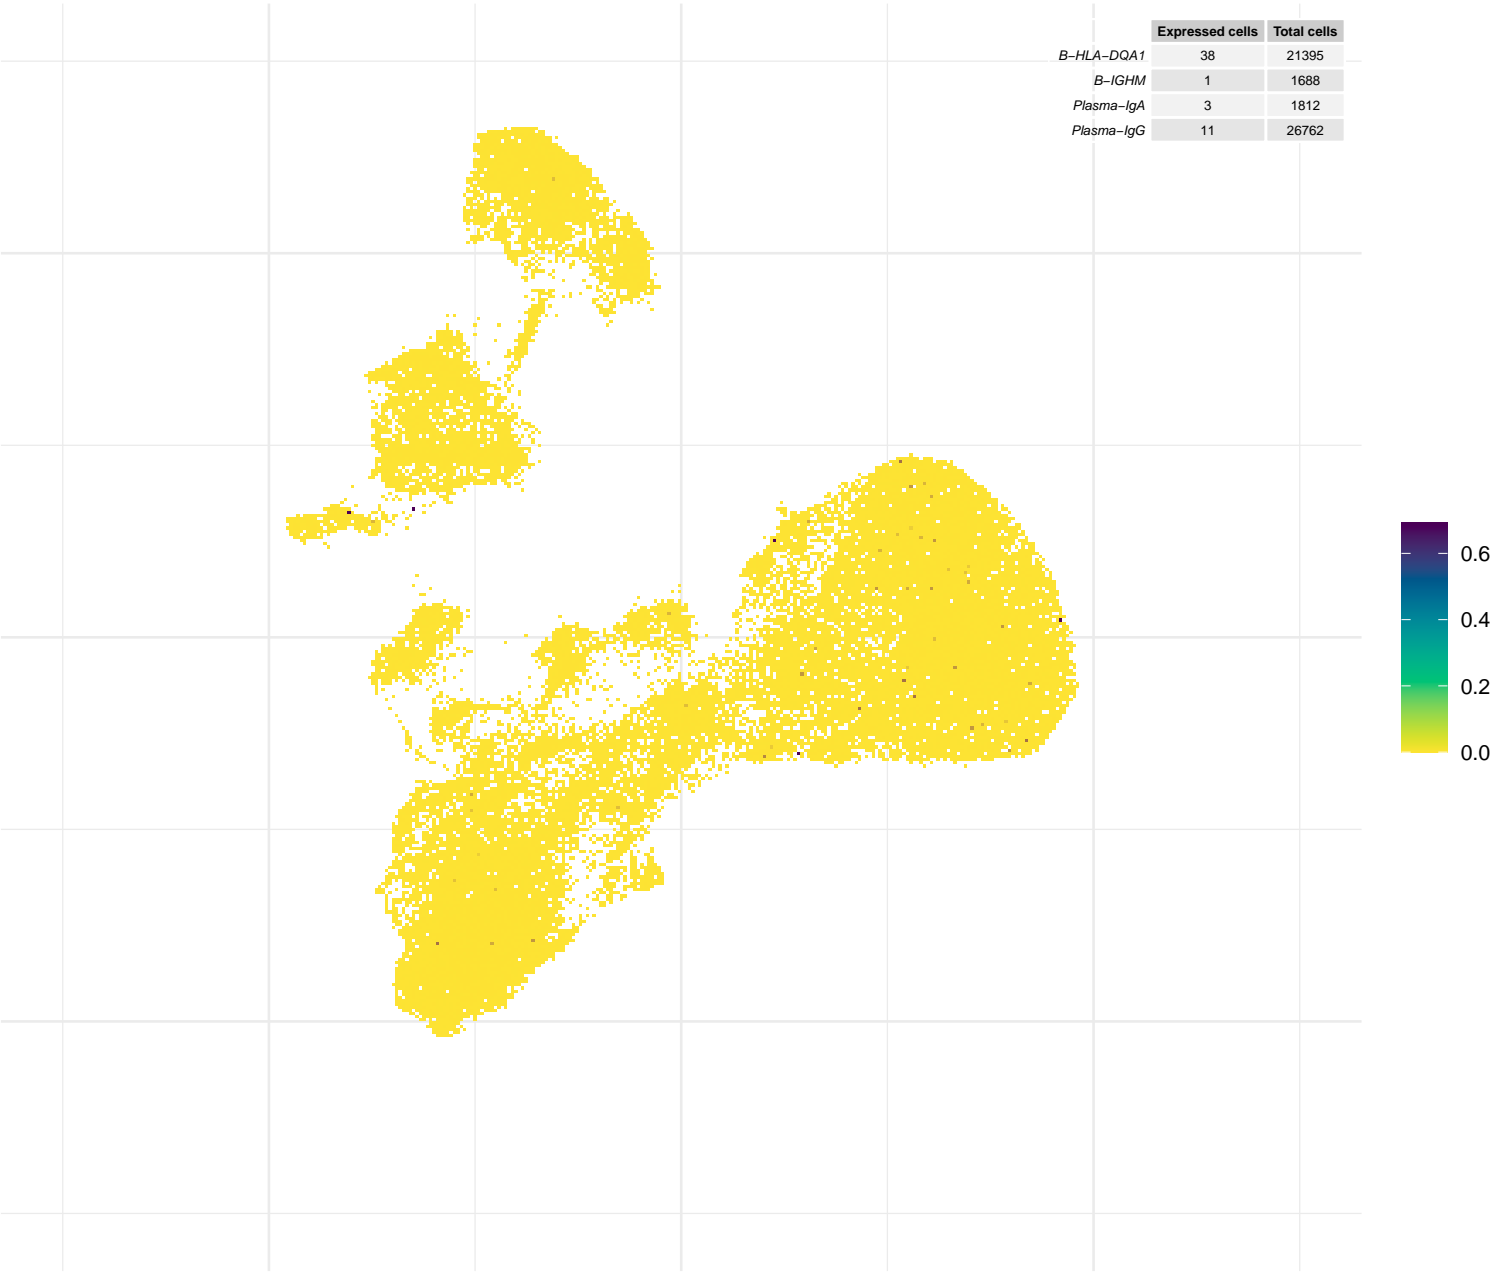 Expressed cells Total cells
B−HLA−DQA1 38 21395
B−IGHM 1 1688
Plasma−IgA 3 1812
Plasma−IgG 11 26762
0.6
0.4
0.2
0.0